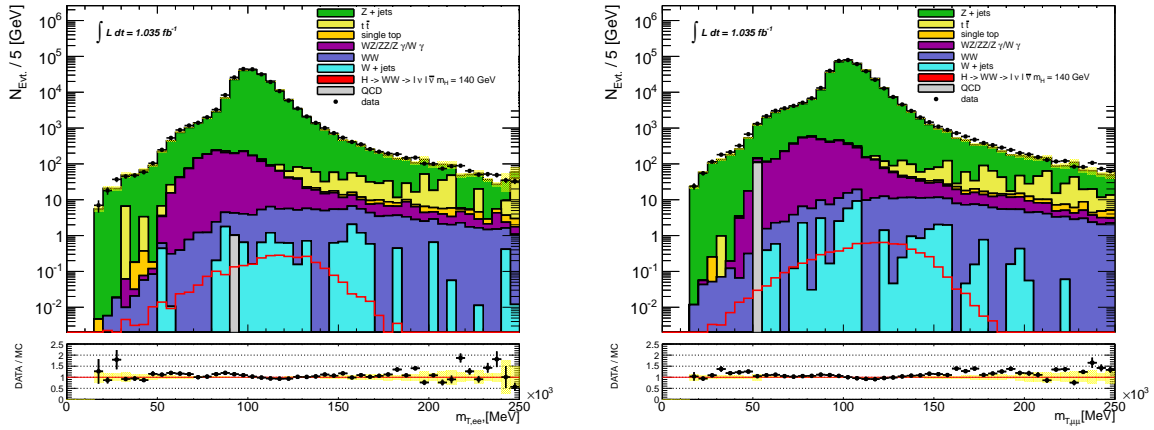 N_Evt. / 5 [GeV]
10⁶
10⁵
10⁴
10³
10²
10
1
10⁻¹
10⁻²
∫ L dt = 1.035 fb⁻¹
Z + jets
t t̄
single top
WZ/ZZ/Z γ/W γ
WW
W + jets
H -> WW -> l ν l ν̄ m_H = 140 GeV
QCD
data
DATA / MC
2.5
2
1.5
1
0.5
0
0 50 100 150 200 250
×10³
m_T,ee,[MeV]
N_Evt. / 5 [GeV]
10⁶
10⁵
10⁴
10³
10²
10
1
10⁻¹
10⁻²
∫ L dt = 1.035 fb⁻¹
Z + jets
t t̄
single top
WZ/ZZ/Z γ/W γ
WW
W + jets
H -> WW -> l ν l ν̄ m_H = 140 GeV
QCD
data
DATA / MC
2.5
2
1.5
1
0.5
0
0 50 100 150 200 250
×10³
m_T,μμ,[MeV]